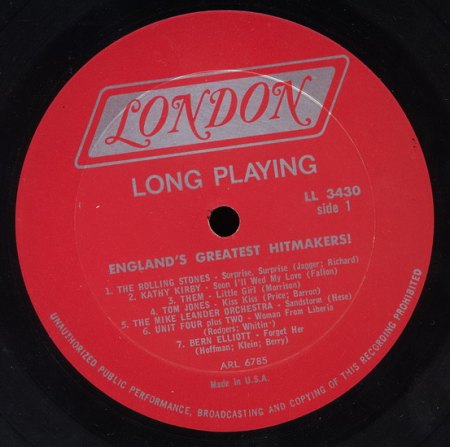 LONDON
LONG PLAYING
LL 3430
side 1
ENGLAND'S GREATEST HITMAKERS!
1. THE ROLLING STONES - Surprise, Surprise (Jagger; Richard)
2. KATHY KIRBY - Soon I'll Wed My Love (Fallon)
3. THEM - Little Girl (Morrison)
4. TOM JONES - Kiss Kiss (Price; Barron)
5. THE MIKE LEANDER ORCHESTRA - Sandstorm (Hese)
6. UNIT FOUR plus TWO - Woman From Liberia
(Rodgers; Whitin')
7. BERN ELLIOTT - Forget Her
(Hoffman; Klein; Berry)
ARL 6785
Made in U.S.A.
UNAUTHORIZED PUBLIC PERFORMANCE, BROADCASTING AND COPYING OF THIS RECORDING PROHIBITED